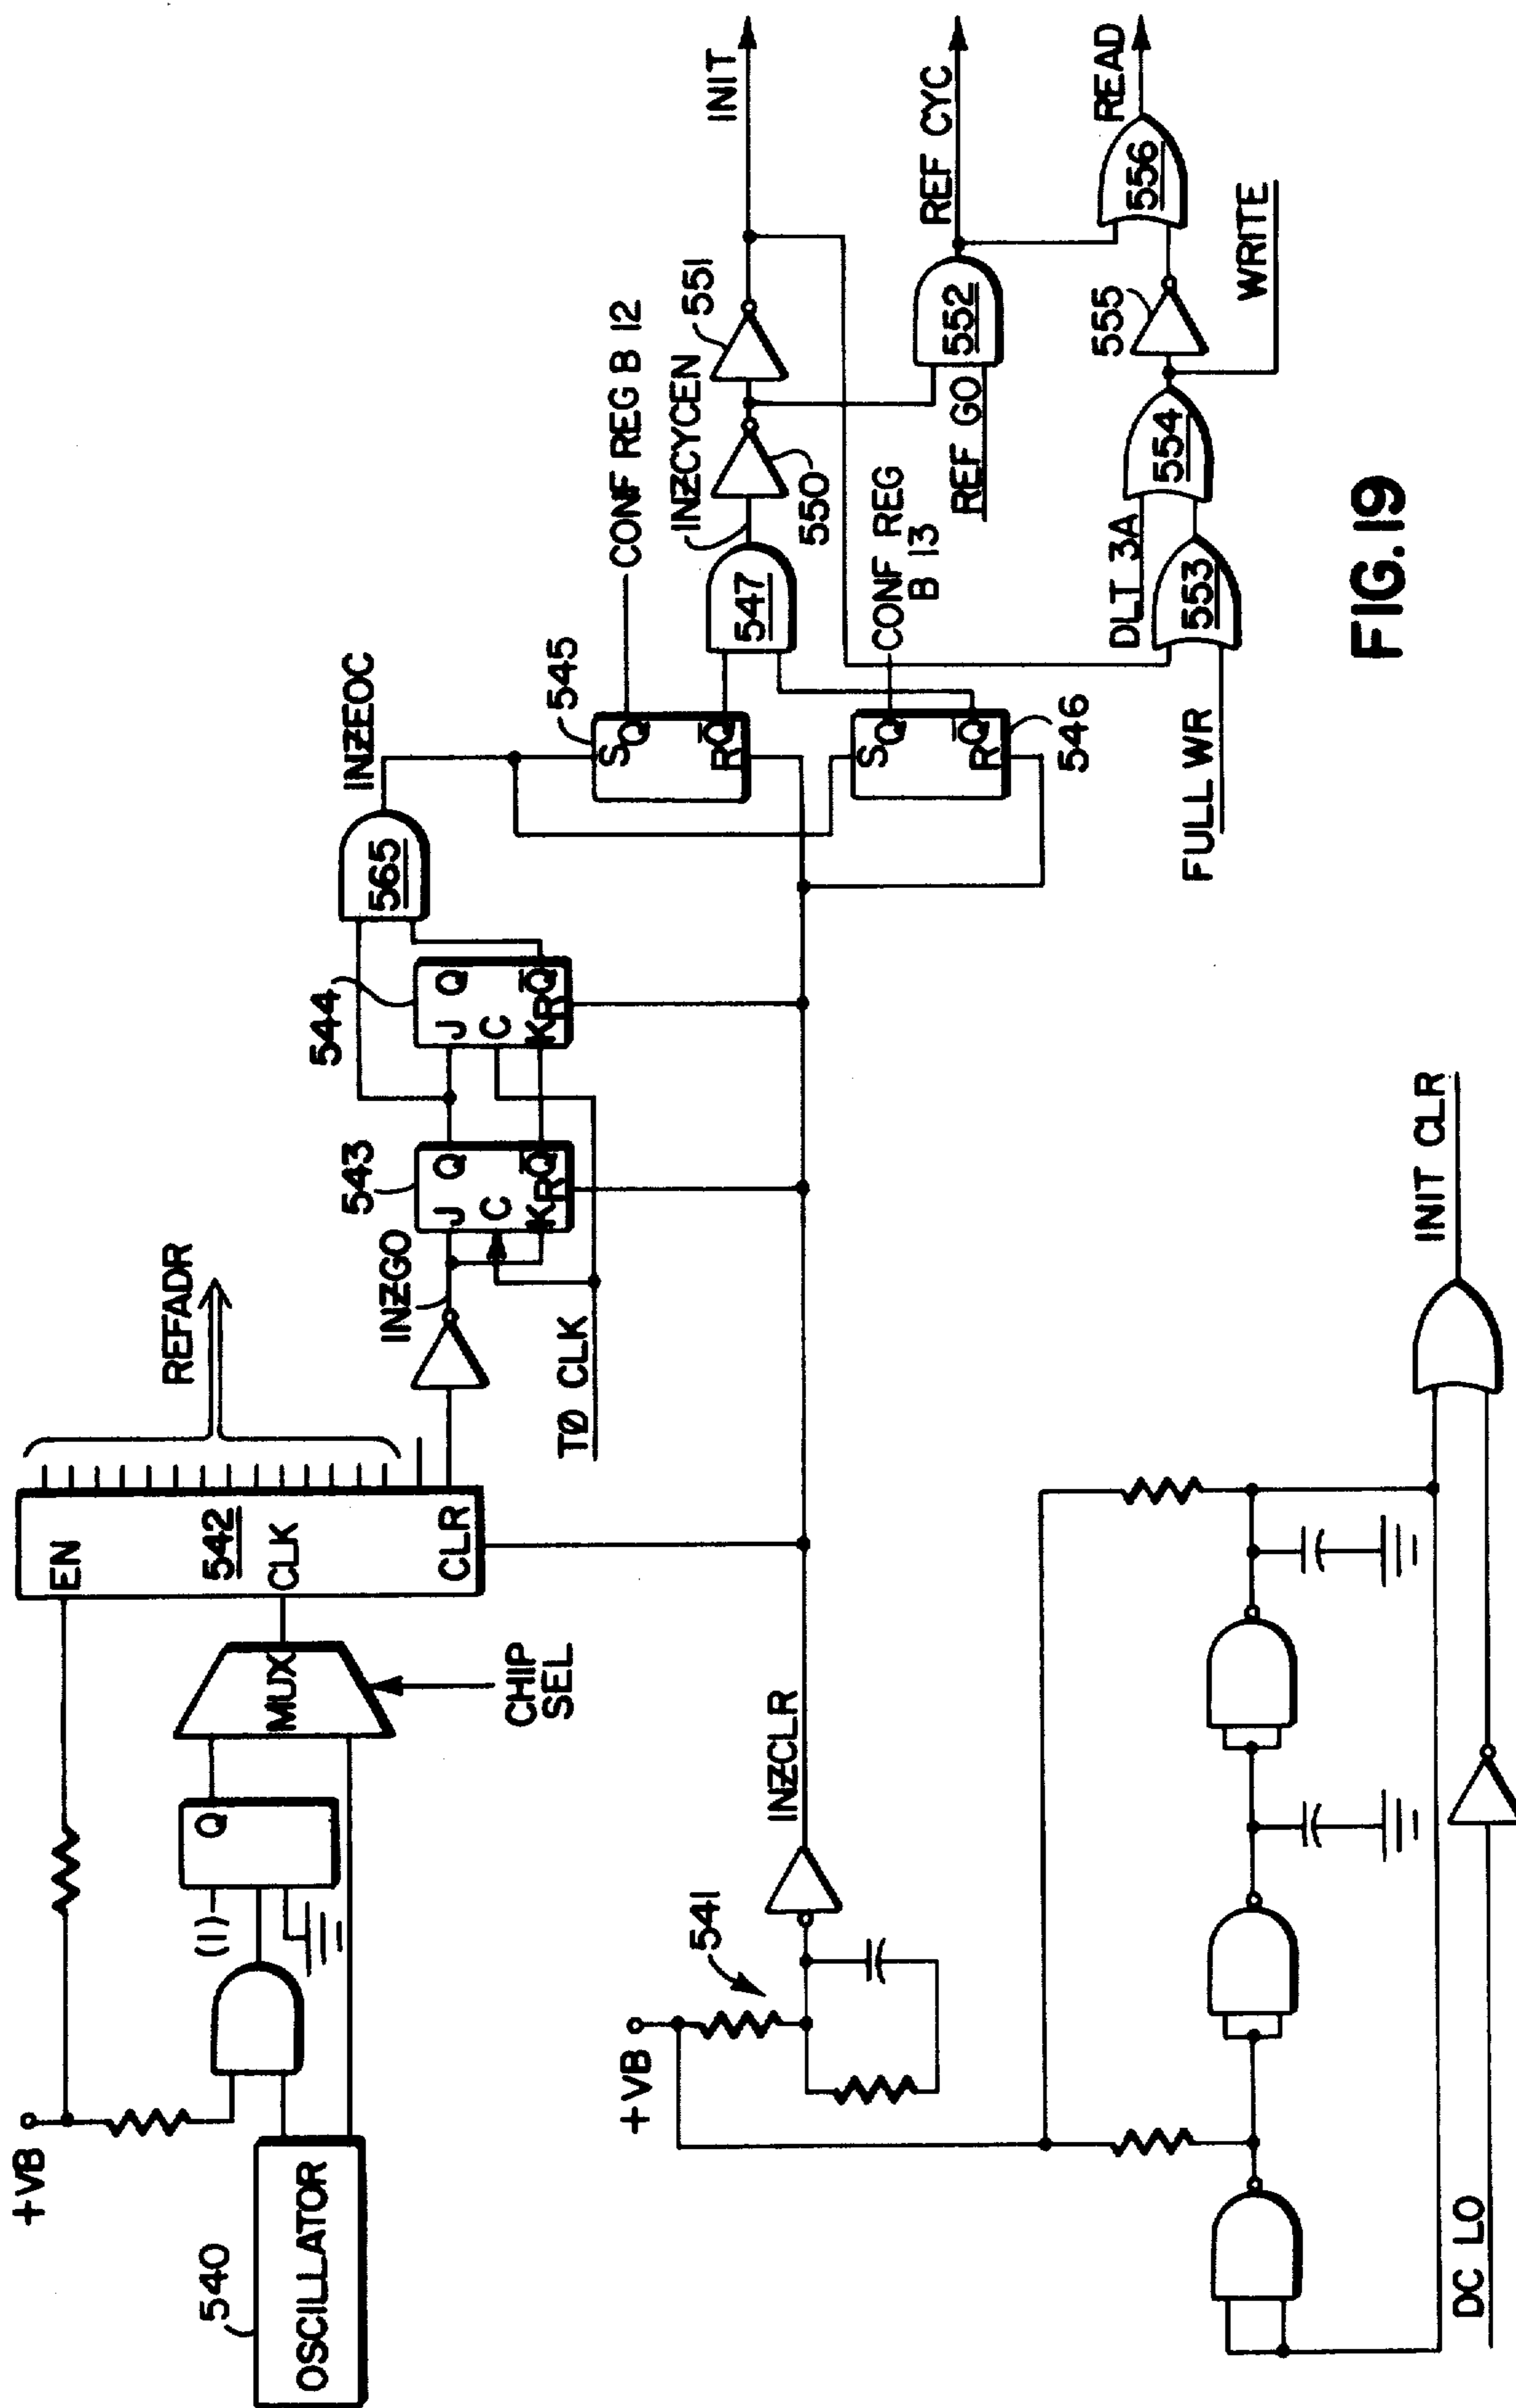 +VB
540
OSCILLATOR
(1)
Q
MUX
CHIP
SEL
EN
542
CLK
CLR
REFADR
INZGO
TØ CLK
543
J Q
C
K R Q̅
544
J Q
C
K R Q̅
565
INZEOC
545
S Q
R Q̅
CONF REG B 12
547
INZCYCEN
550
551
INIT
S Q
R Q̅
546
CONF REG
B 13
552
REF GO
REF CYC
FULL WR
553
DLT 3A
554
555
WRITE
556
READ
+VB
541
INZCLR
DC LO
INIT CLR
FIG.19